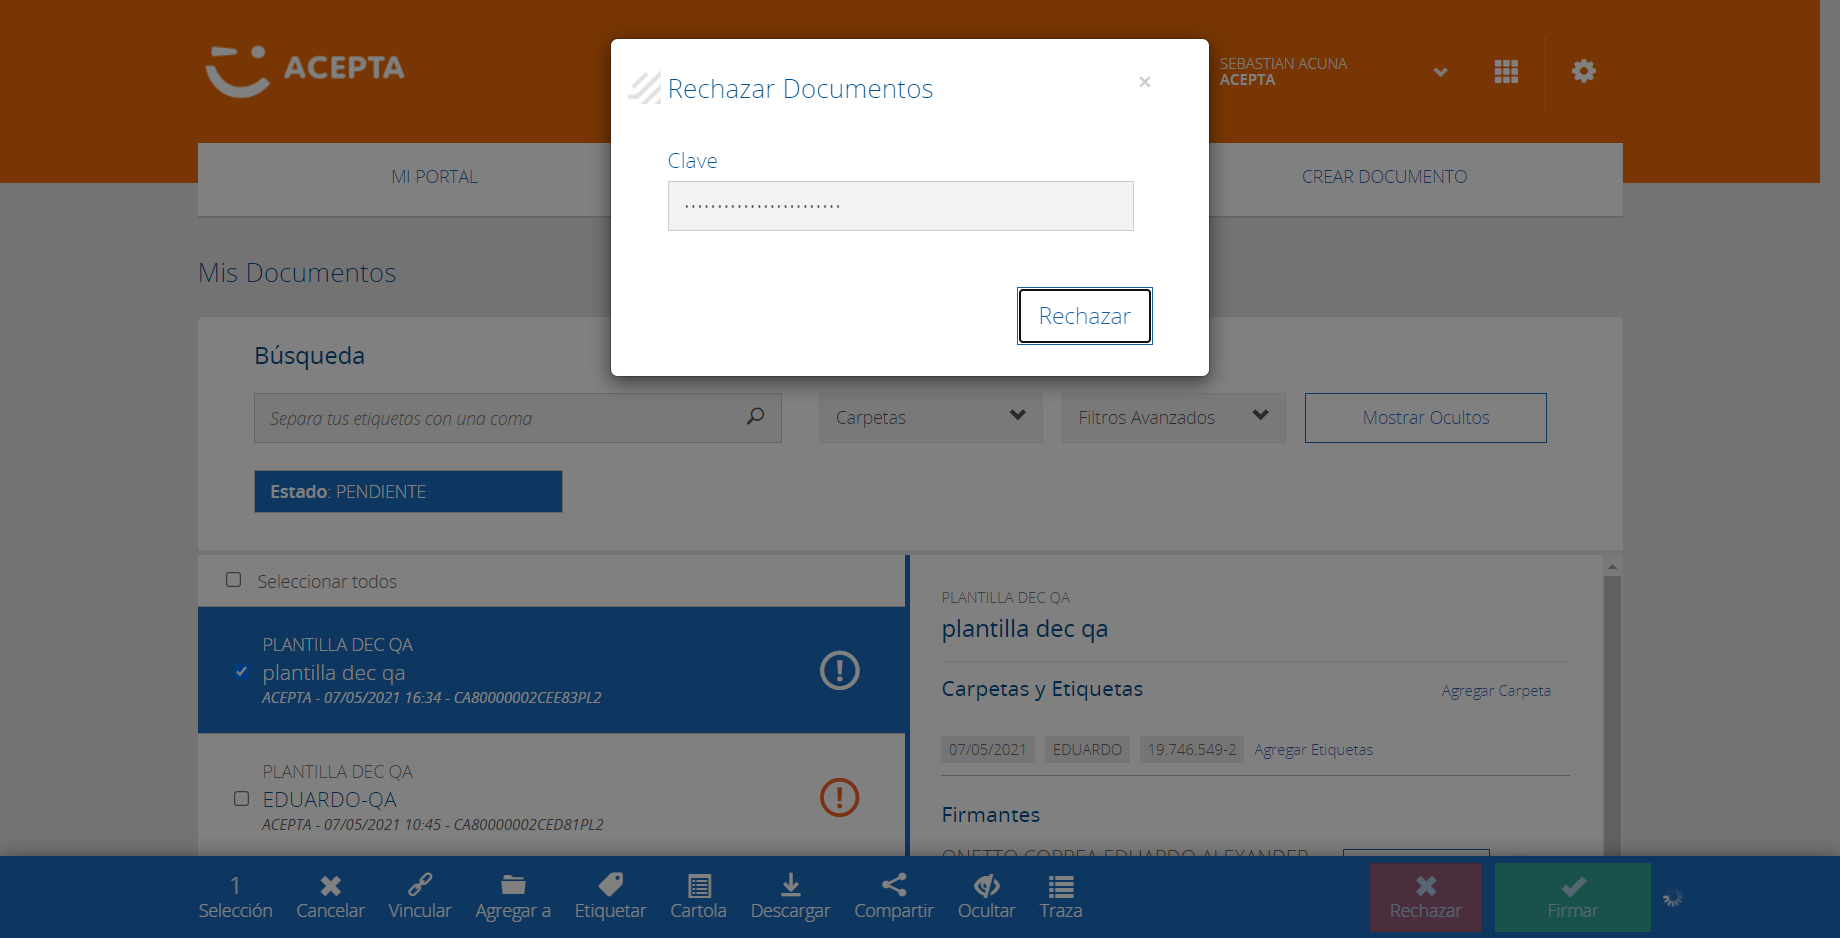 ACEPTA
SEBASTIAN ACUNA
ACEPTA
Rechazar Documentos
×
Clave
Rechazar
MI PORTAL
CREAR DOCUMENTO
Mis Documentos
Búsqueda
Separa tus etiquetas con una coma
Carpetas
Filtros Avanzados
Mostrar Ocultos
Estado: PENDIENTE
Seleccionar todos
PLANTILLA DEC QA
plantilla dec qa
ACEPTA - 07/05/2021 16:34 - CA80000002CEE83PL2
PLANTILLA DEC QA
EDUARDO-QA
ACEPTA - 07/05/2021 10:45 - CA80000002CED81PL2
PLANTILLA DEC QA
plantilla dec qa
Carpetas y Etiquetas
Agregar Carpeta
07/05/2021 EDUARDO 19.746.549-2 Agregar Etiquetas
Firmantes
ONETTO CORREA EDUARDO ALEXANDER
1
Selección Cancelar Vincular Agregar a Etiquetar Cartola Descargar Compartir Ocultar Traza Rechazar Firmar